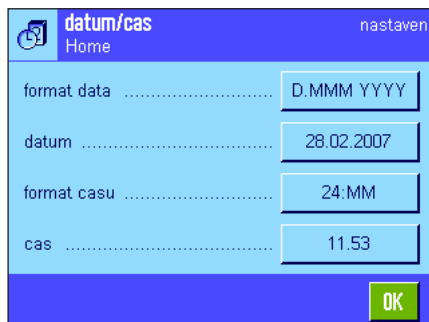 datum/cas nastaven
Home
format data ........................... D.MMM YYYY
datum ....................................... 28.02.2007
format casu ........................... 24:MM
cas ...................................... 11.53
OK